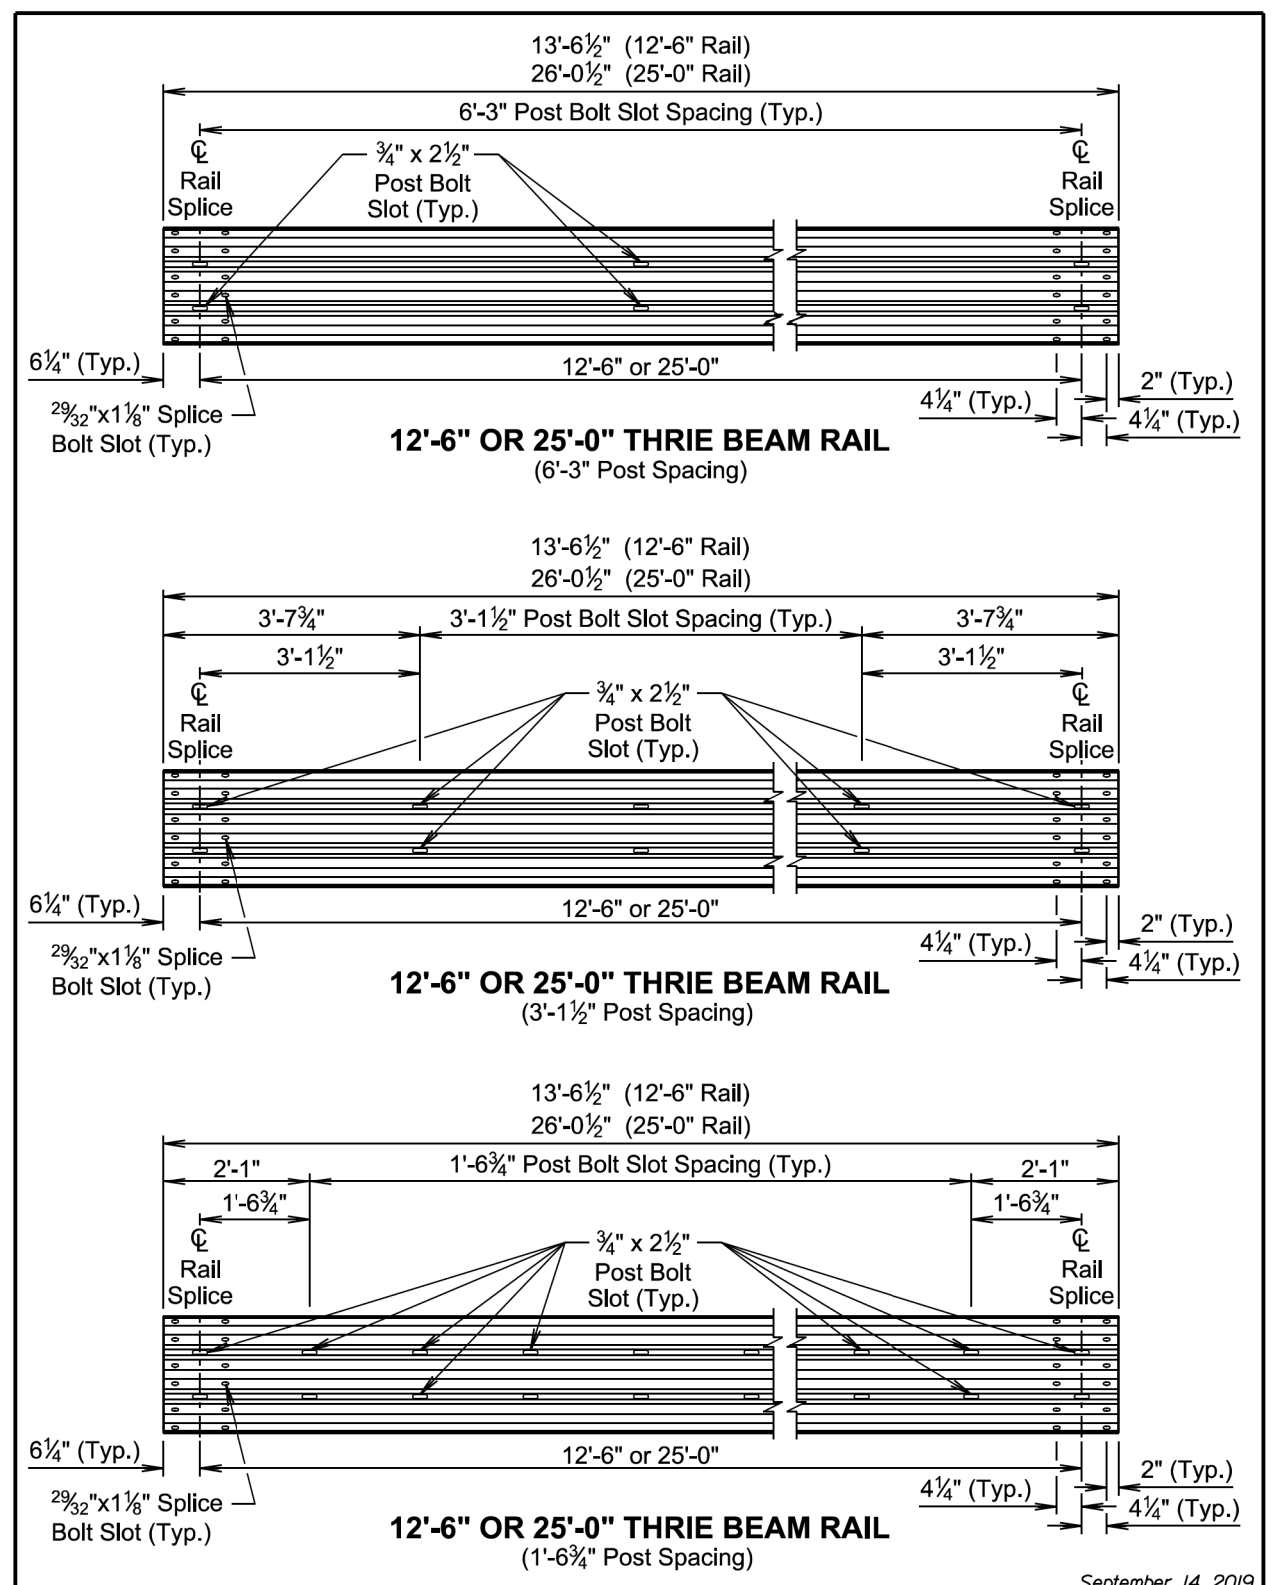 13'-6½" (12'-6" Rail)
26'-0½" (25'-0" Rail)
6'-3" Post Bolt Slot Spacing (Typ.)
℄
Rail
Splice
¾" x 2½"
Post Bolt
Slot (Typ.)
℄
Rail
Splice
6¼" (Typ.)
12'-6" or 25'-0"
2" (Typ.)
29/32"x1⅛" Splice
Bolt Slot (Typ.)
4¼" (Typ.)
4¼" (Typ.)
12'-6" OR 25'-0" THRIE BEAM RAIL
(6'-3" Post Spacing)
13'-6½" (12'-6" Rail)
26'-0½" (25'-0" Rail)
3'-7¾"
3'-1½" Post Bolt Slot Spacing (Typ.)
3'-7¾"
3'-1½"
3'-1½"
℄
Rail
Splice
¾" x 2½"
Post Bolt
Slot (Typ.)
℄
Rail
Splice
6¼" (Typ.)
12'-6" or 25'-0"
2" (Typ.)
29/32"x1⅛" Splice
Bolt Slot (Typ.)
4¼" (Typ.)
4¼" (Typ.)
12'-6" OR 25'-0" THRIE BEAM RAIL
(3'-1½" Post Spacing)
13'-6½" (12'-6" Rail)
26'-0½" (25'-0" Rail)
2'-1"
1'-6¾" Post Bolt Slot Spacing (Typ.)
2'-1"
1'-6¾"
1'-6¾"
℄
Rail
Splice
¾" x 2½"
Post Bolt
Slot (Typ.)
℄
Rail
Splice
6¼" (Typ.)
12'-6" or 25'-0"
2" (Typ.)
29/32"x1⅛" Splice
Bolt Slot (Typ.)
4¼" (Typ.)
4¼" (Typ.)
12'-6" OR 25'-0" THRIE BEAM RAIL
(1'-6¾" Post Spacing)
September 14, 2019